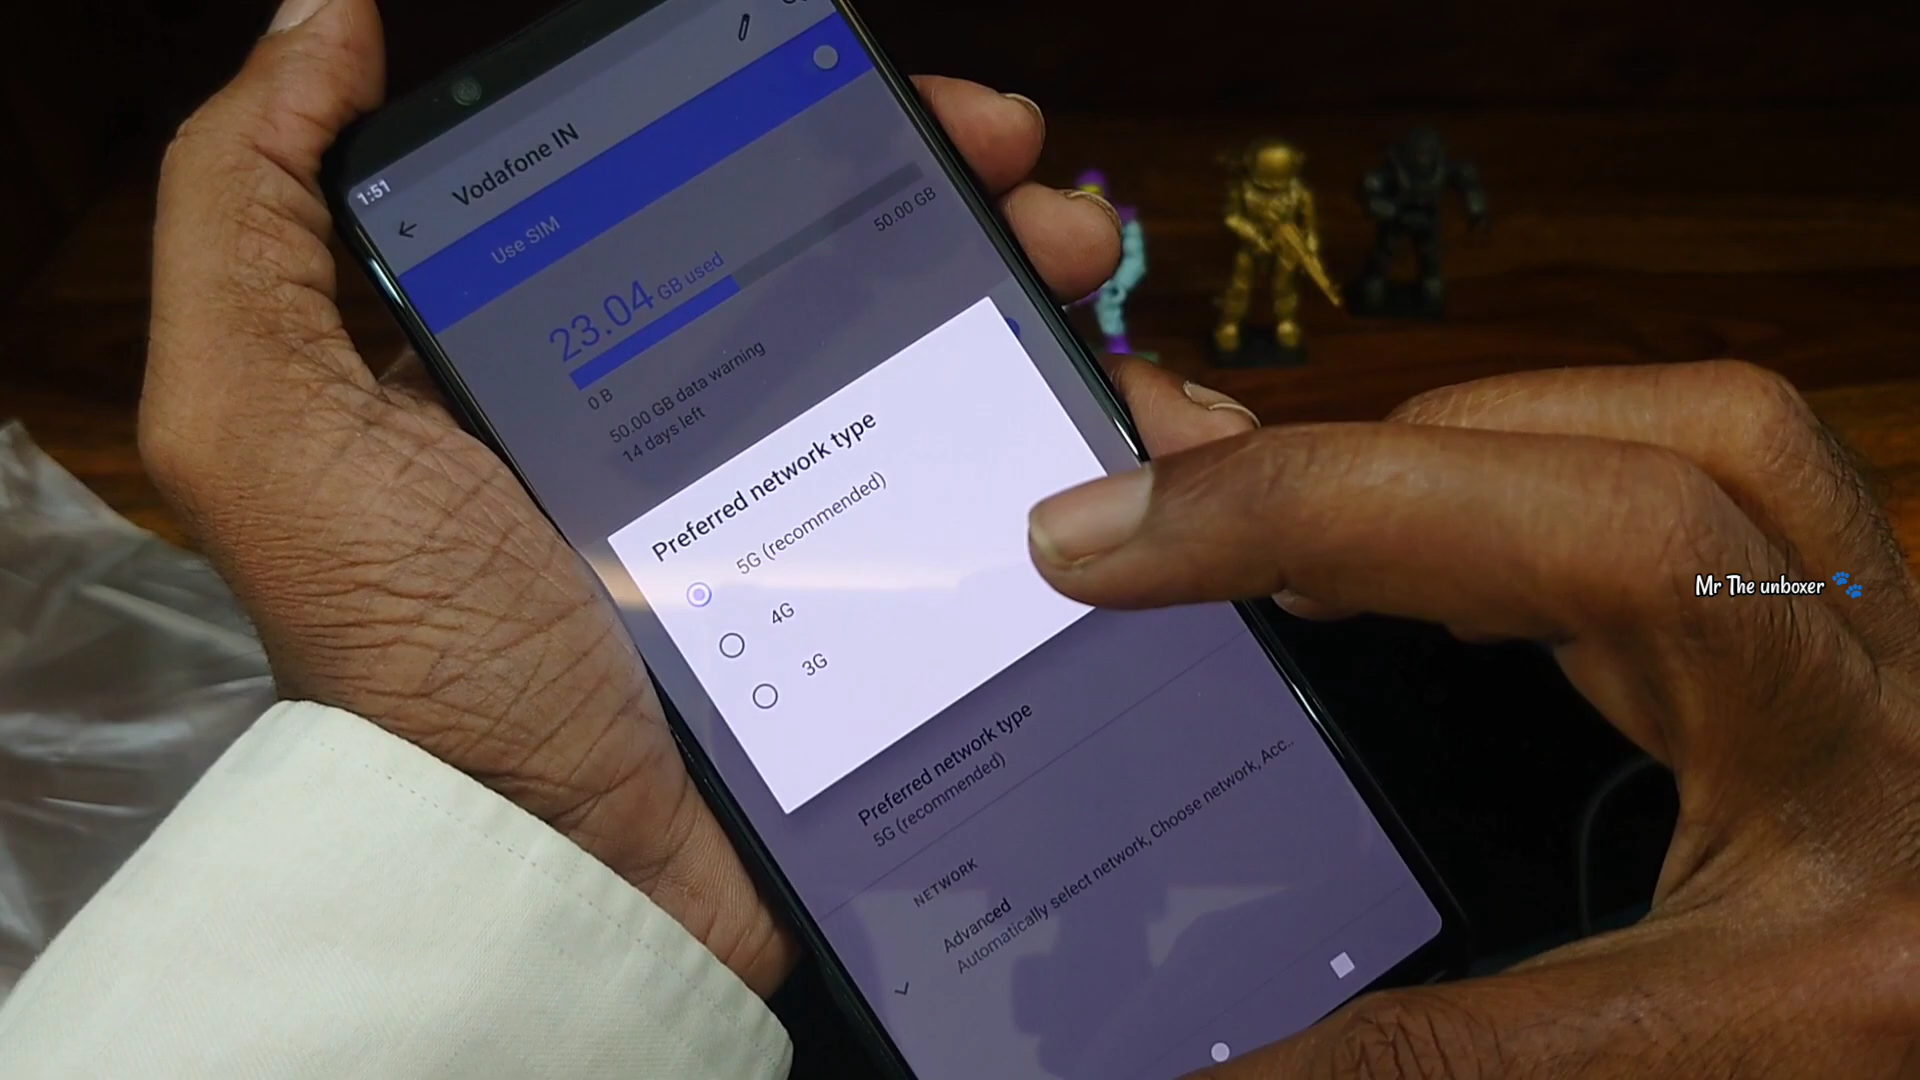 1:51
Vodafone IN
Use SIM
23.04 GB used
0 B
50.00 GB
50.00 GB data warning
14 days left
Preferred network type
5G (recommended)
4G
3G
Preferred network type
5G (recommended)
NETWORK
Advanced
Automatically select network, Choose network, Acc..
Mr The unboxer